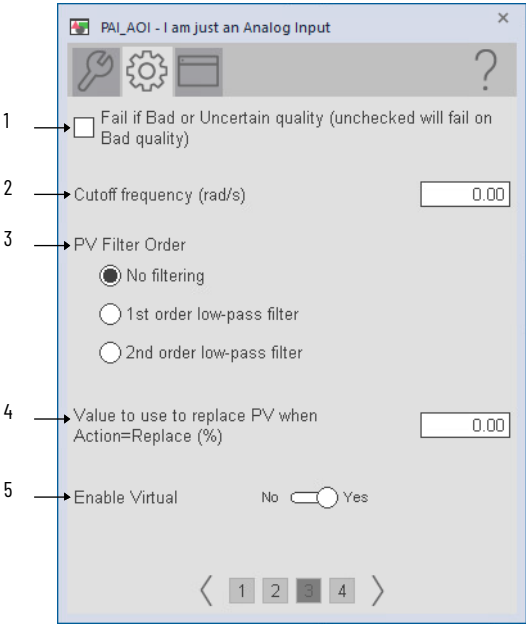 PAI_AOI - I am just an Analog Input
×
?
1
Fail if Bad or Uncertain quality (unchecked will fail on
Bad quality)
2
Cutoff frequency (rad/s)
0.00
3
PV Filter Order
No filtering
1st order low-pass filter
2nd order low-pass filter
4
Value to use to replace PV when
Action=Replace (%)
0.00
5
Enable Virtual
No
Yes
1 2 3 4